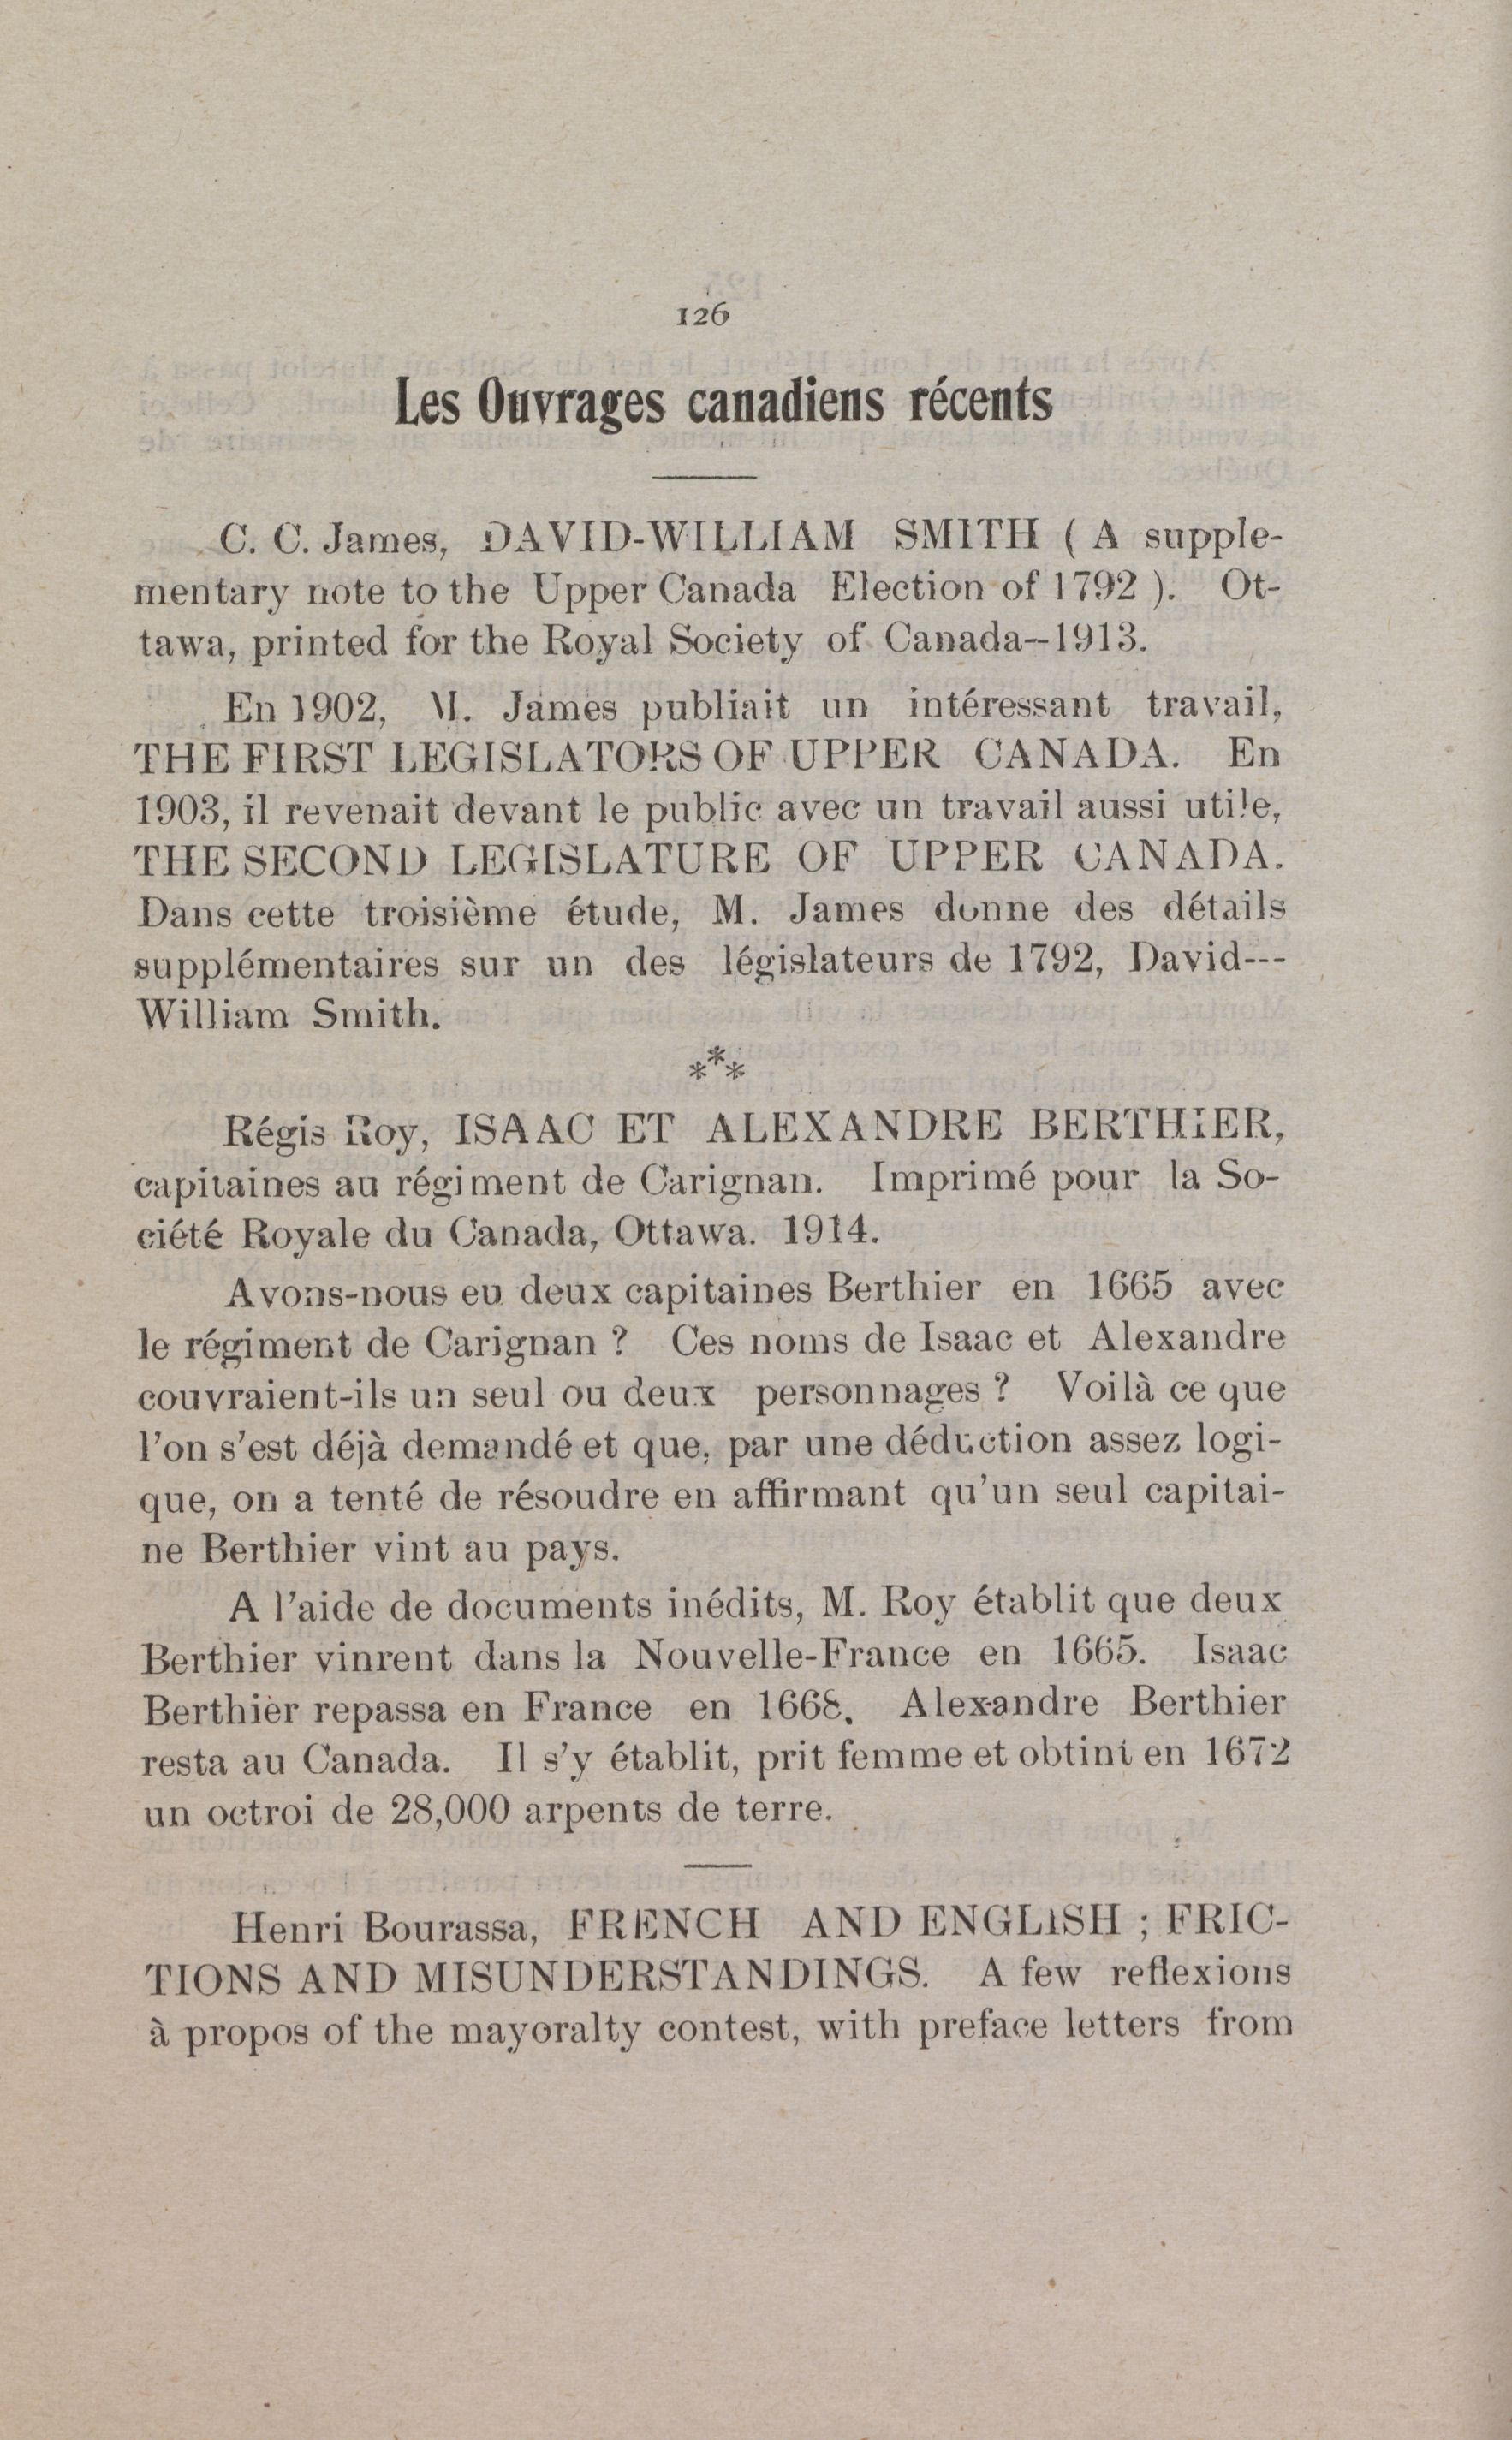 126
Les Ouvrages canadiens récents
C. C. James, DAVID-WILLIAM SMITH ( A supple-
mentary note to the Upper Canada Election of 1792 ). Ot-
tawa, printed for the Royal Society of Canada--1913.
En 1902, M. James publiait un intéressant travail,
THE FIRST LEGISLATORS OF UPPER CANADA. En
1903, il revenait devant le public avec un travail aussi utile,
THE SECOND LEGISLATURE OF UPPER CANADA.
Dans cette troisième étude, M. James donne des détails
supplémentaires sur un des législateurs de 1792, David---
William Smith.
***
Régis Roy, ISAAC ET ALEXANDRE BERTHIER,
capitaines au régiment de Carignan. Imprimé pour la So-
ciété Royale du Canada, Ottawa. 1914.
Avons-nous eu deux capitaines Berthier en 1665 avec
le régiment de Carignan ? Ces noms de Isaac et Alexandre
couvraient-ils un seul ou deux personnages ? Voilà ce que
l'on s'est déjà demandé et que, par une déduction assez logi-
que, on a tenté de résoudre en affirmant qu'un seul capitai-
ne Berthier vint au pays.
A l'aide de documents inédits, M. Roy établit que deux
Berthier vinrent dans la Nouvelle-France en 1665. Isaac
Berthier repassa en France en 1668. Alexandre Berthier
resta au Canada. Il s'y établit, prit femme et obtint en 1672
un octroi de 28,000 arpents de terre.
Henri Bourassa, FRENCH AND ENGLISH ; FRIC-
TIONS AND MISUNDERSTANDINGS. A few reflexions
à propos of the mayoralty contest, with preface letters from